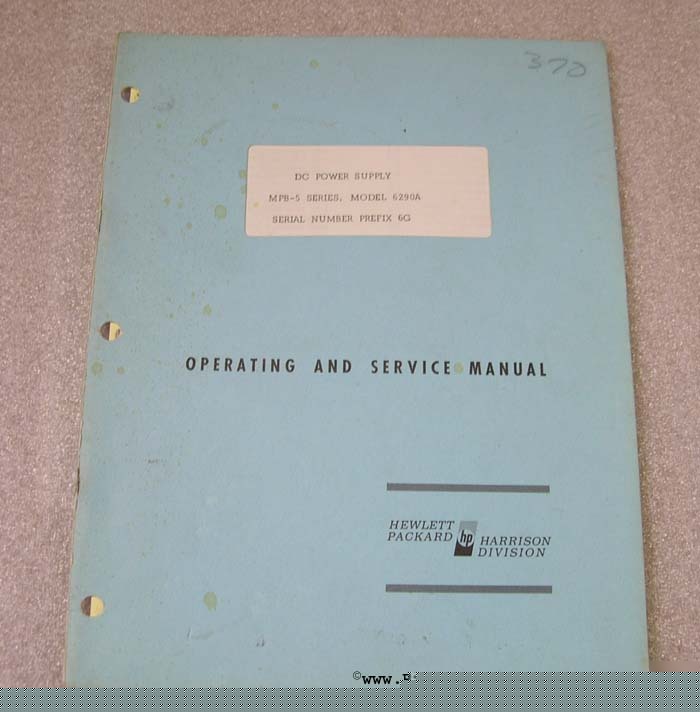 370
DC POWER SUPPLY
MPB-5 SERIES, MODEL 6290A
SERIAL NUMBER PREFIX 6G
OPERATING AND SERVICE MANUAL
HEWLETT
PACKARD
hp
HARRISON
DIVISION
©www.